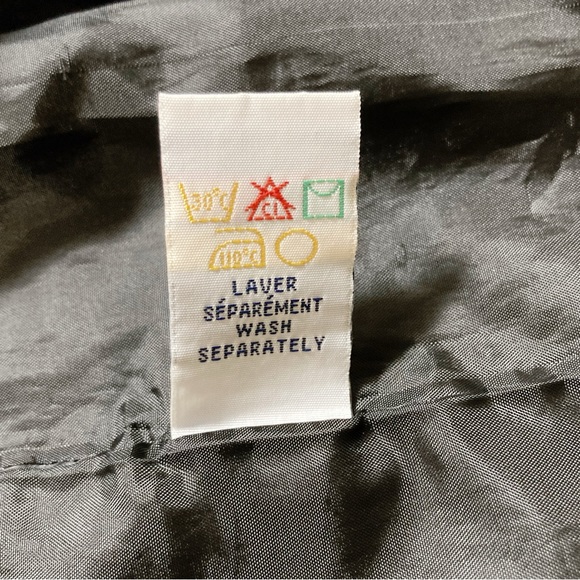 30°C CL
110°C
LAVER
SÉPARÉMENT
WASH
SEPARATELY